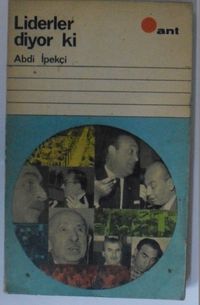 Liderler
diyor ki
ant
Abdi İpekçi